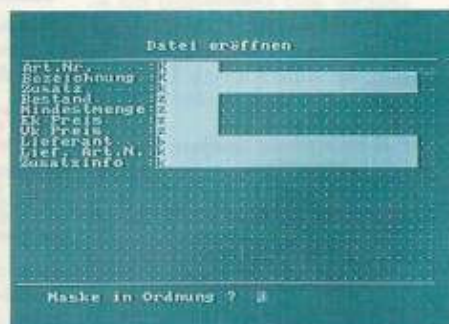 Datei eröffnen
Art.Nr. k
Bezeichnung k
Zusatz k
Bestand z
Mindestmenge z
Ek Preis z
Vk Preis z
Lieferant k
Lief. Art.N. k
Zusatzinfo k
Maske in Ordnung ?